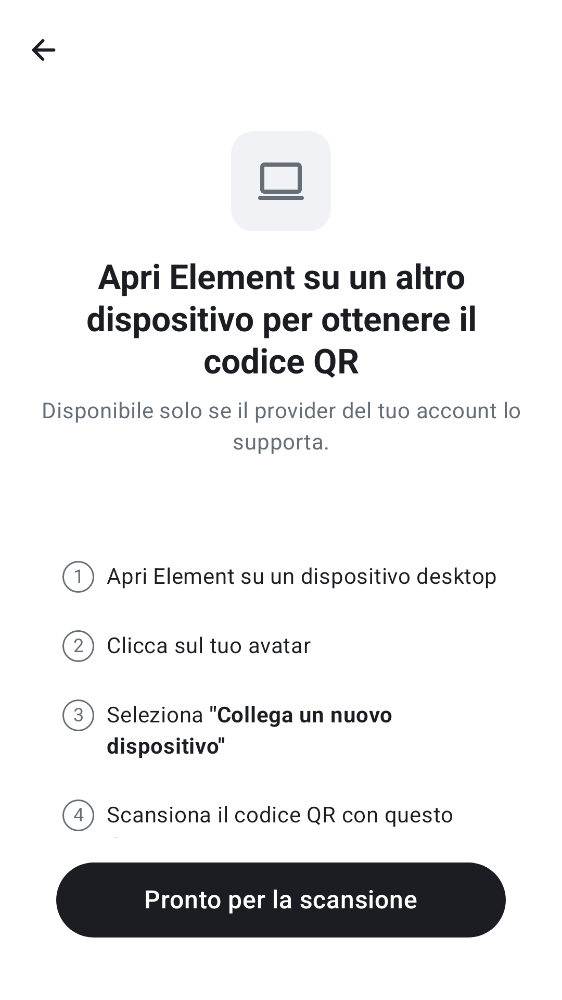 Apri Element su un altro
dispositivo per ottenere il
codice QR
Disponibile solo se il provider del tuo account lo
supporta.
1 Apri Element su un dispositivo desktop
2 Clicca sul tuo avatar
3 Seleziona "Collega un nuovo
dispositivo"
4 Scansiona il codice QR con questo
Pronto per la scansione